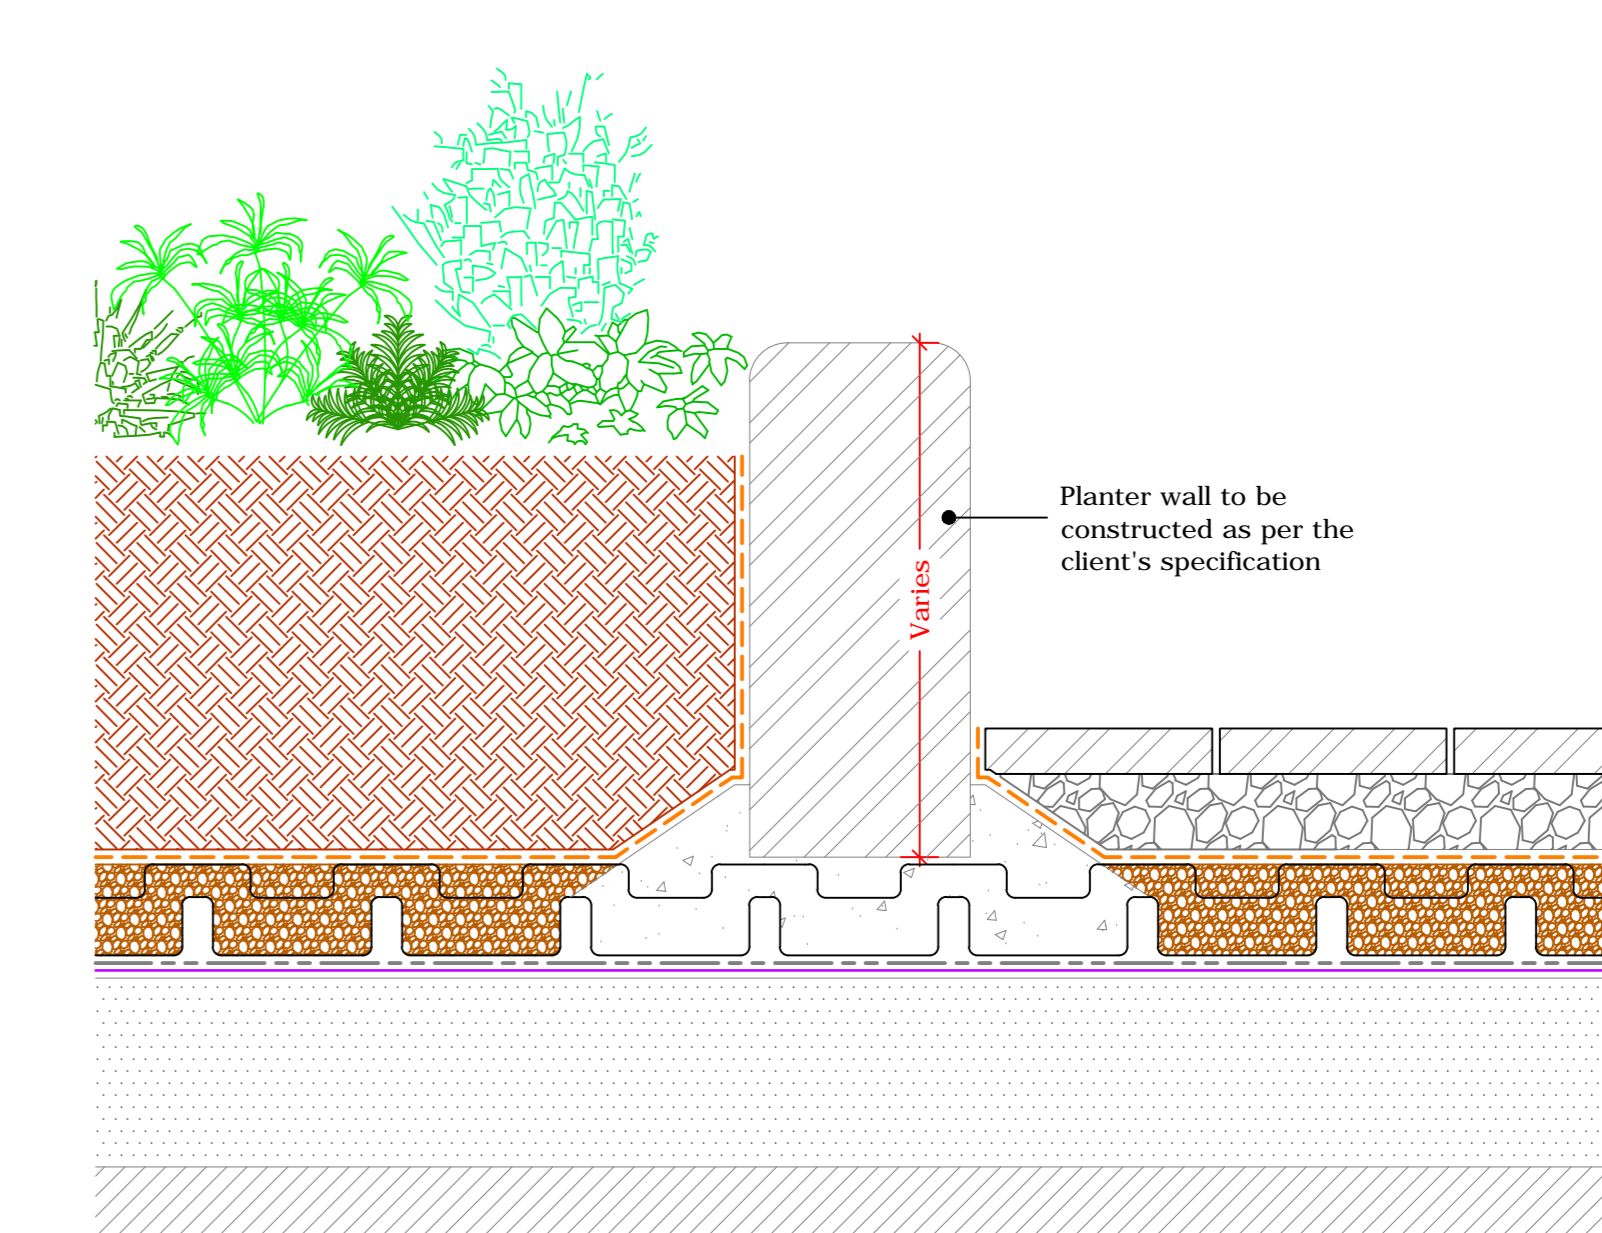 Planter wall to be
constructed as per the
client's specification
Varies